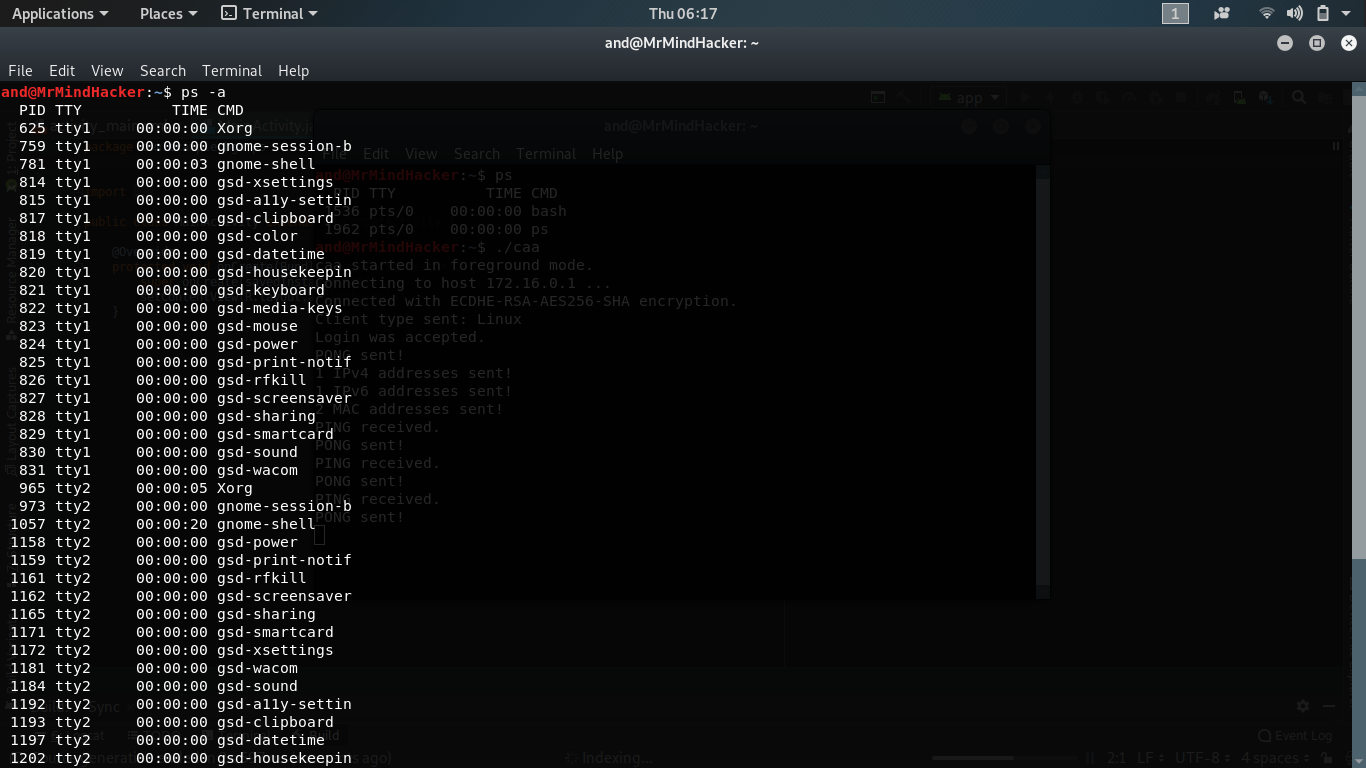 Applications Places Terminal Thu 06:17 1
and@MrMindHacker: ~
File Edit View Search Terminal Help
and@MrMindHacker:~$ ps -a
PID TTY TIME CMD
625 tty1 00:00:00 Xorg
759 tty1 00:00:00 gnome-session-b
781 tty1 00:00:03 gnome-shell
814 tty1 00:00:00 gsd-xsettings
815 tty1 00:00:00 gsd-a11y-settin
817 tty1 00:00:00 gsd-clipboard
818 tty1 00:00:00 gsd-color
819 tty1 00:00:00 gsd-datetime
820 tty1 00:00:00 gsd-housekeepin
821 tty1 00:00:00 gsd-keyboard
822 tty1 00:00:00 gsd-media-keys
823 tty1 00:00:00 gsd-mouse
824 tty1 00:00:00 gsd-power
825 tty1 00:00:00 gsd-print-notif
826 tty1 00:00:00 gsd-rfkill
827 tty1 00:00:00 gsd-screensaver
828 tty1 00:00:00 gsd-sharing
829 tty1 00:00:00 gsd-smartcard
830 tty1 00:00:00 gsd-sound
831 tty1 00:00:00 gsd-wacom
965 tty2 00:00:05 Xorg
973 tty2 00:00:00 gnome-session-b
1057 tty2 00:00:20 gnome-shell
1158 tty2 00:00:00 gsd-power
1159 tty2 00:00:00 gsd-print-notif
1161 tty2 00:00:00 gsd-rfkill
1162 tty2 00:00:00 gsd-screensaver
1165 tty2 00:00:00 gsd-sharing
1171 tty2 00:00:00 gsd-smartcard
1172 tty2 00:00:00 gsd-xsettings
1181 tty2 00:00:00 gsd-wacom
1184 tty2 00:00:00 gsd-sound
1192 tty2 00:00:00 gsd-a11y-settin
1193 tty2 00:00:00 gsd-clipboard
1197 tty2 00:00:00 gsd-datetime
1202 tty2 00:00:00 gsd-housekeepin
app
and@MrMindHacker: ~
File Edit View Search Terminal Help
and@MrMindHacker:~$ ps
PID TTY TIME CMD
1536 pts/0 00:00:00 bash
1962 pts/0 00:00:00 ps
and@MrMindHacker:~$ ./caa
caa started in foreground mode.
Connecting to host 172.16.0.1 ...
Connected with ECDHE-RSA-AES256-SHA encryption.
Client type sent: Linux
Login was accepted.
PONG sent!
1 IPv4 addresses sent!
1 IPv6 addresses sent!
2 MAC addresses sent!
PING received.
PONG sent!
PING received.
PONG sent!
PING received.
PONG sent!
1: Project
Resource Manager
Layout Captures
Sync
Build
Event Log
Indexing... 2:1 LF UTF-8 4 spaces